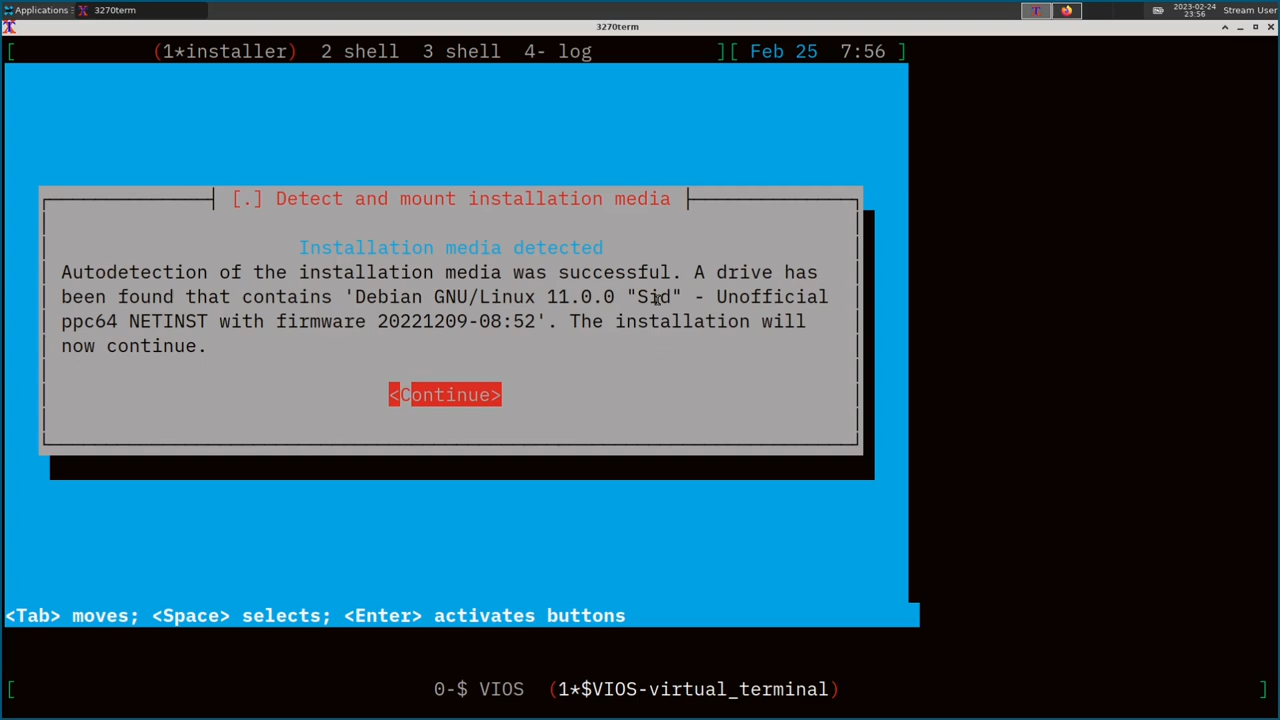 Applications
3270term
2023-02-24
23:56
Stream User
3270term
[ (1*installer) 2 shell 3 shell 4- log ][ Feb 25 7:56 ]
[.] Detect and mount installation media
Installation media detected
Autodetection of the installation media was successful. A drive has
been found that contains 'Debian GNU/Linux 11.0.0 "Sid" - Unofficial
ppc64 NETINST with firmware 20221209-08:52'. The installation will
now continue.
<Continue>
<Tab> moves; <Space> selects; <Enter> activates buttons
[ 0-$ VIOS (1*$VIOS-virtual_terminal) ]